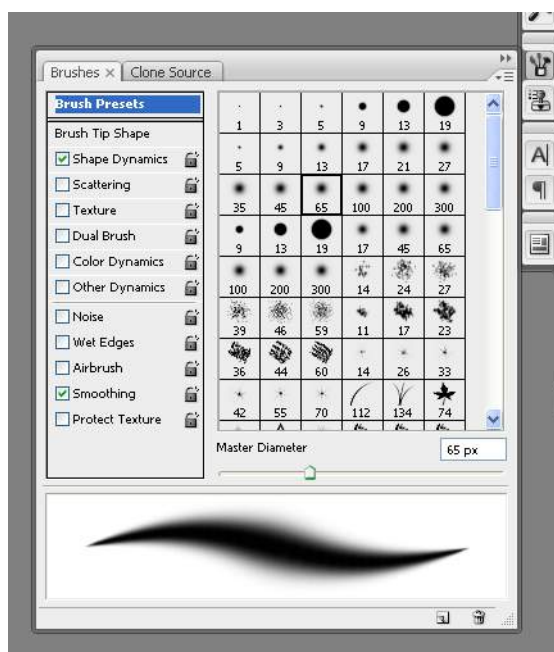 Brushes × Clone Source
Brush Presets
Brush Tip Shape
Shape Dynamics
Scattering
Texture
Dual Brush
Color Dynamics
Other Dynamics
Noise
Wet Edges
Airbrush
Smoothing
Protect Texture
1 3 5 9 13 19
5 9 13 17 21 27
35 45 65 100 200 300
9 13 19 17 45 65
100 200 300 14 24 27
39 46 59 11 17 23
36 44 60 14 26 33
42 55 70 112 134 74
Master Diameter 65 px
A
¶